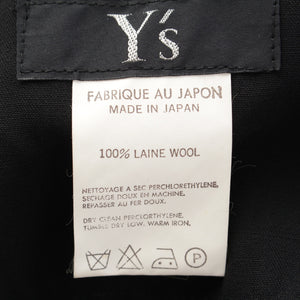 Y's
FABRIQUE AU JAPON
MADE IN JAPAN
100% LAINE WOOL
NETTOYAGE A SEC PERCHLORETHYLENE,
SECHAGE DOUX EN MACHINE.
REPASSER AU FER DOUX.
DRY CLEAN PERCLORTHYLENE,
TUMBLE DRY LOW. WARM IRON.